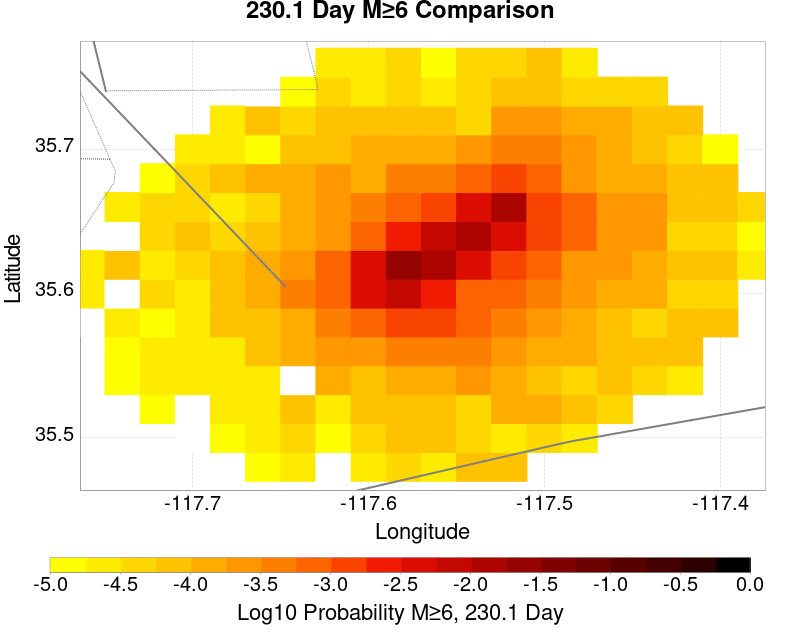 230.1 Day M≥6 Comparison
35.7
35.6
35.5
Latitude
-117.7 -117.6 -117.5 -117.4
Longitude
-5.0 -4.5 -4.0 -3.5 -3.0 -2.5 -2.0 -1.5 -1.0 -0.5 0.0
Log10 Probability M≥6, 230.1 Day